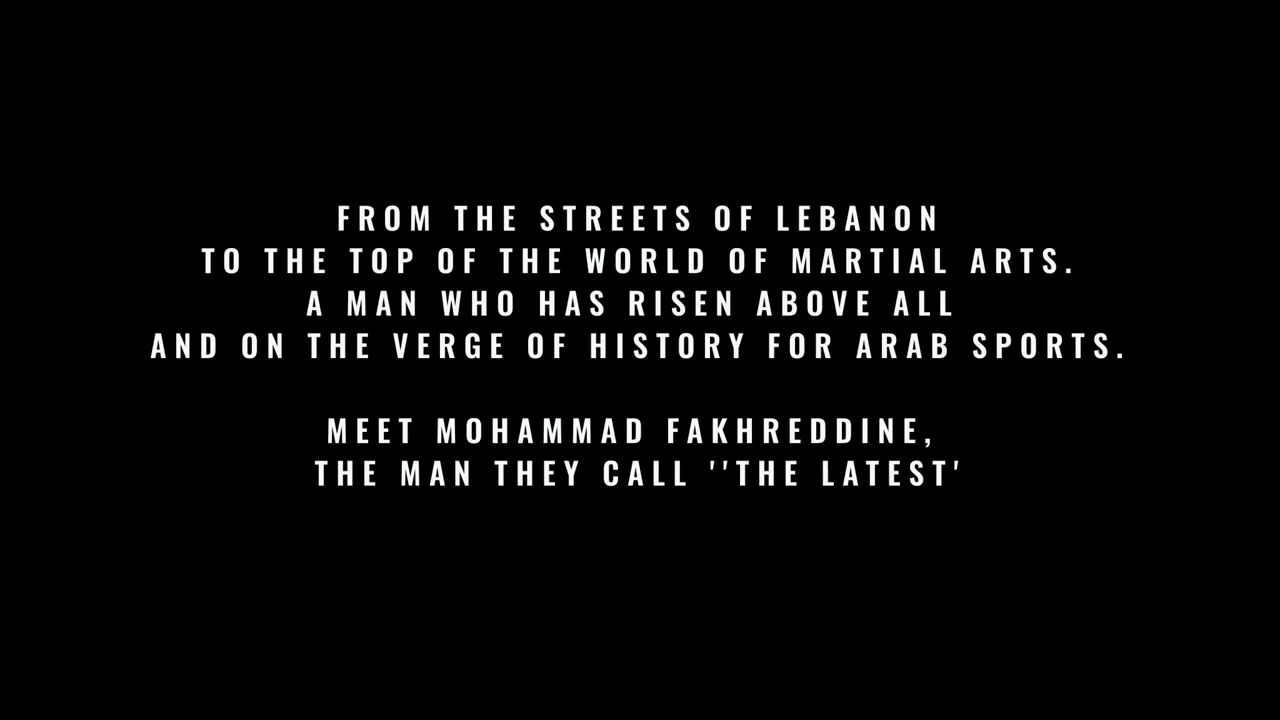 FROM THE STREETS OF LEBANON
TO THE TOP OF THE WORLD OF MARTIAL ARTS.
A MAN WHO HAS RISEN ABOVE ALL
AND ON THE VERGE OF HISTORY FOR ARAB SPORTS.
MEET MOHAMMAD FAKHREDDINE,
THE MAN THEY CALL ''THE LATEST'